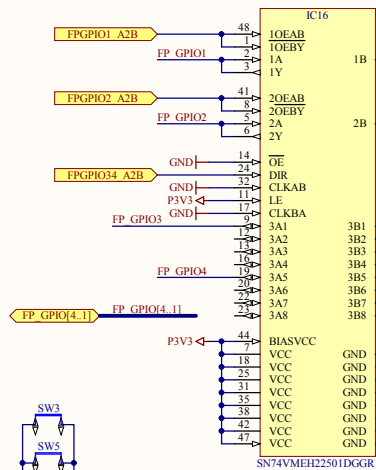 IC16
FPGPIO1_A2B 48 1OEAB
1 1OEBY
FP_GPIO1 2 1A 1B
3 1Y
FPGPIO2_A2B 41 2OEAB
8 2OEBY
FP_GPIO2 5 2A 2B
6 2Y
GND 14 OE
FPGPIO34_A2B 24 DIR
GND 32 CLKAB
P3V3 11 LE
GND 17 CLKBA
FP_GPIO3 9 3A1 3B1
12 3A2 3B2
13 3A3 3B3
16 3A4 3B4
FP_GPIO4 19 3A5 3B5
20 3A6 3B6
22 3A7 3B7
FP_GPIO[4..1] FP_GPIO[4..1] 23 3A8 3B8
P3V3 44 BIASVCC
7 VCC GND
18 VCC GND
25 VCC GND
31 VCC GND
35 VCC GND
38 VCC GND
42 VCC GND
47 VCC GND
SW3
SW5
SN74VMEH22501DGGR